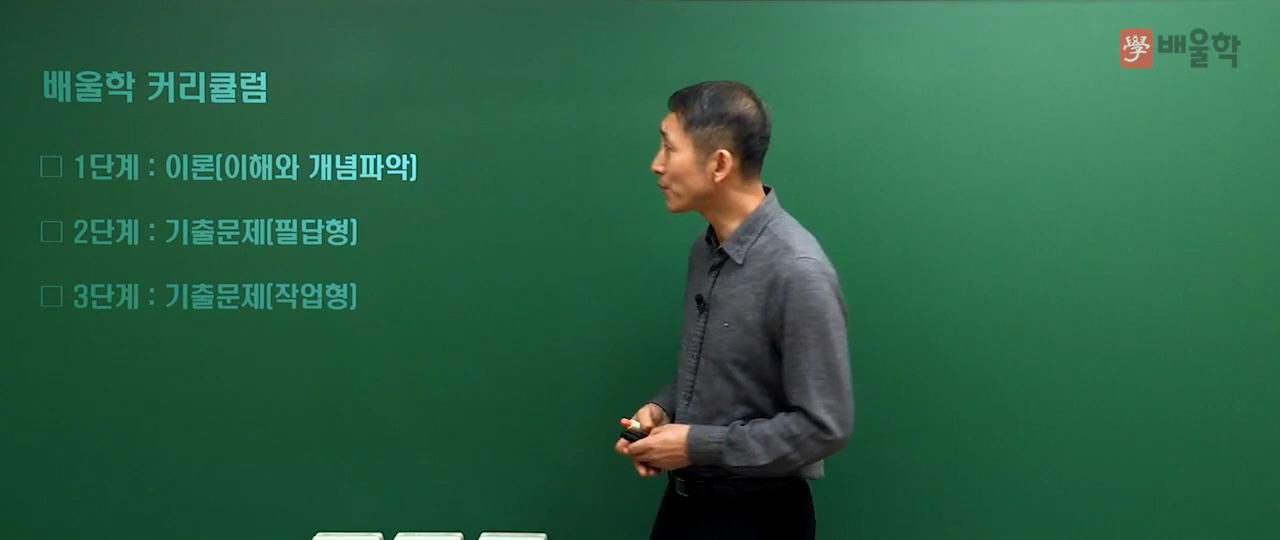 學 배울학
배울학 커리큘럼
□ 1단계 : 이론(이해와 개념파악)
□ 2단계 : 기출문제(필답형)
□ 3단계 : 기출문제(작업형)